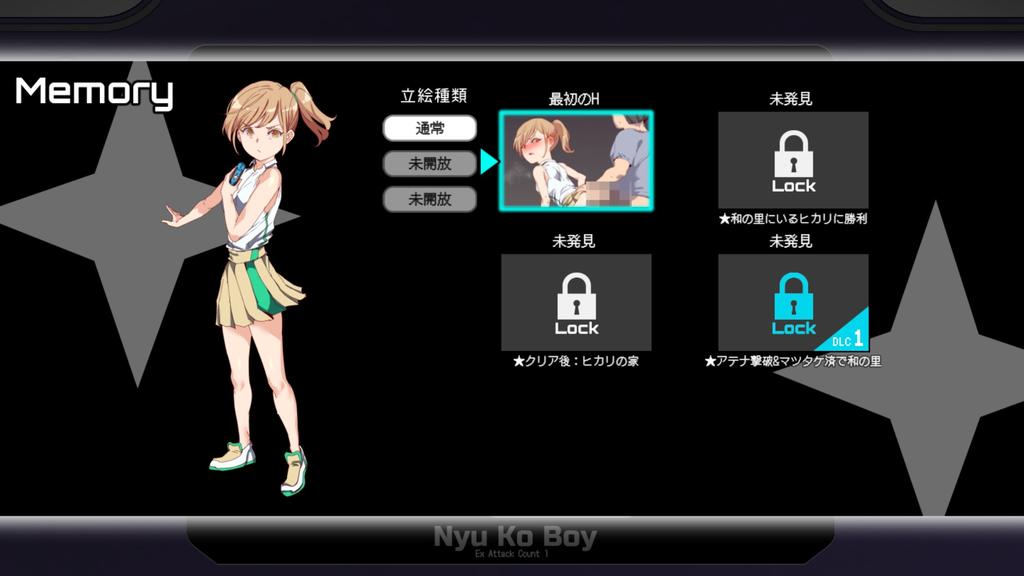 Memory
立絵種類
通常
未開放
未開放
最初のH
未発見
Lock
★和の里にいるヒカリに勝利
未発見
Lock
★クリア後：ヒカリの家
未発見
Lock
DLC 1
★アテナ撃破&マツタケ済で和の里
Nyu Ko Boy
Ex Attack Count 1